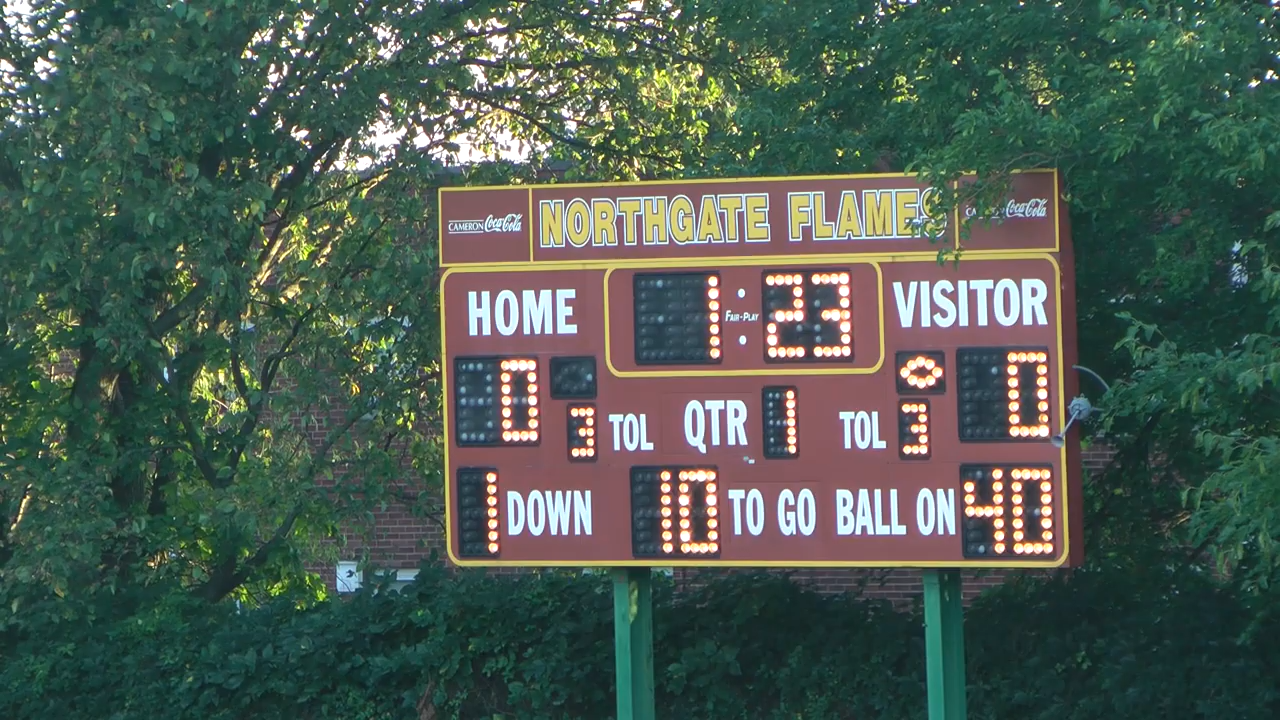 CAMERON Coca-Cola NORTHGATE FLAMES CAMERON Coca-Cola
HOME 1:23 VISITOR
FAIR-PLAY
0 3 TOL QTR 1 TOL 3 0
1 DOWN 10 TO GO BALL ON 40